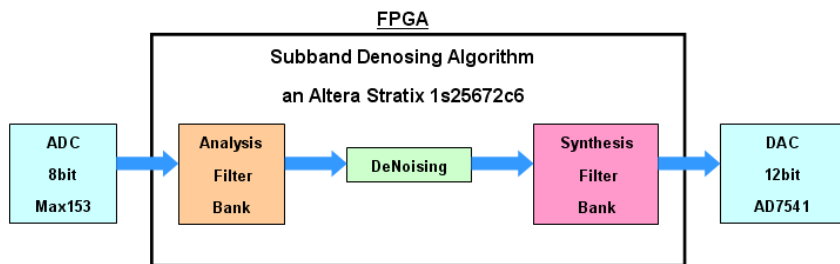 FPGA
Subband Denosing Algorithm
an Altera Stratix 1s25672c6
ADC
8bit
Max153
Analysis
Filter
Bank
DeNoising
Synthesis
Filter
Bank
DAC
12bit
AD7541